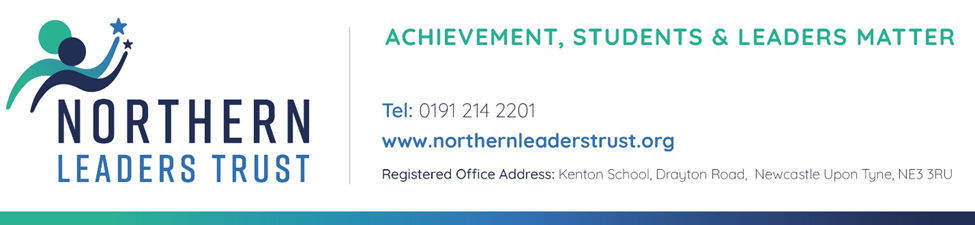 NORTHERN
LEADERS TRUST
ACHIEVEMENT, STUDENTS & LEADERS MATTER
Tel: 0191 214 2201
www.northernleaderstrust.org
Registered Office Address: Kenton School, Drayton Road, Newcastle Upon Tyne, NE3 3RU